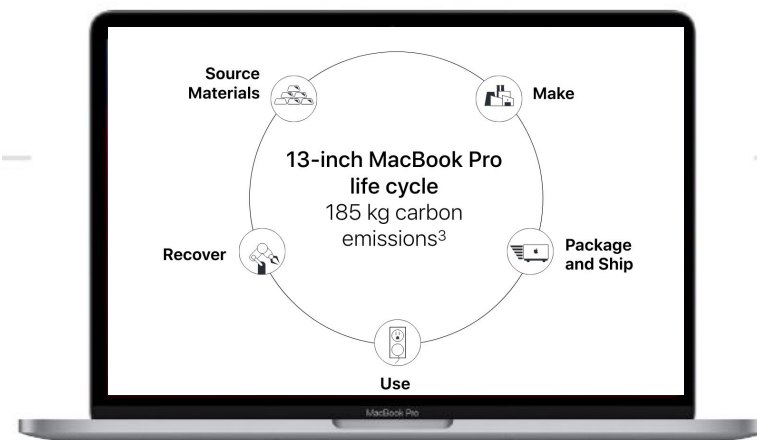 Source
Materials
Make
13-inch MacBook Pro
life cycle
185 kg carbon
emissions³
Recover
Package
and Ship
Use
MacBook Pro